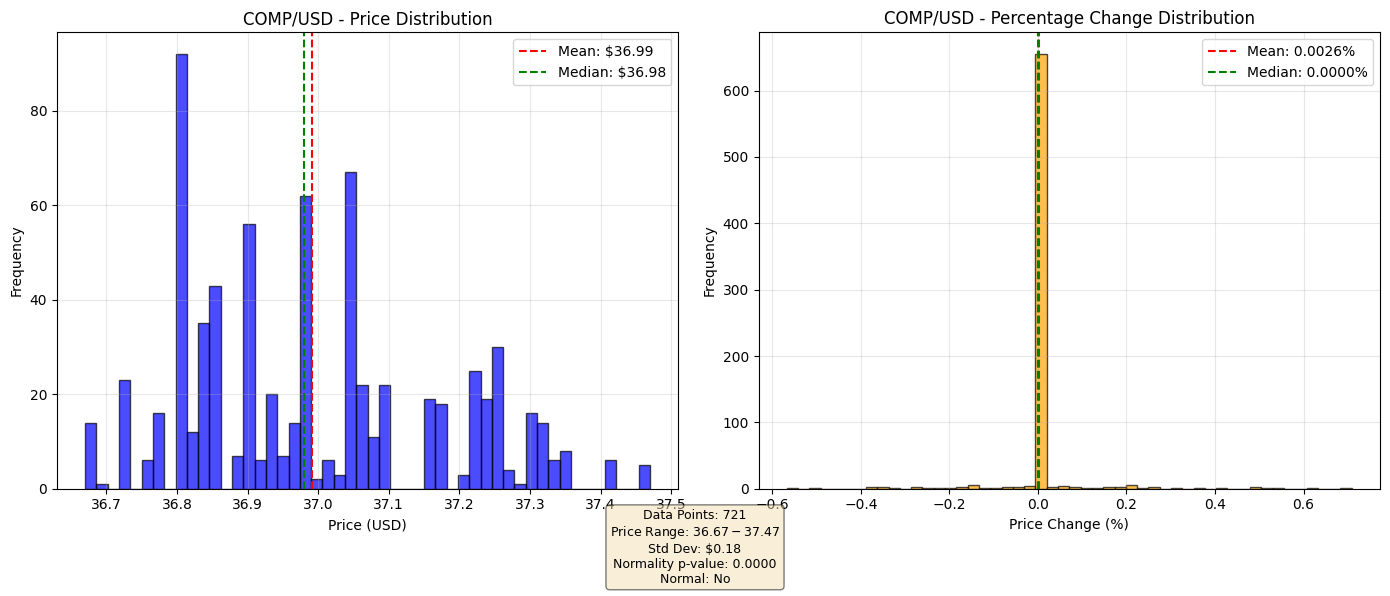 COMP/USD - Price Distribution
Mean: $36.99
Median: $36.98
Frequency
80
60
40
20
0
36.7 36.8 36.9 37.0 37.1 37.2 37.3 37.4 37.5
Price (USD)
COMP/USD - Percentage Change Distribution
Mean: 0.0026%
Median: 0.0000%
Frequency
600
500
400
300
200
100
0
−0.6 −0.4 −0.2 0.0 0.2 0.4 0.6
Price Change (%)
Data Points: 721
Price Range: 36.67 − 37.47
Std Dev: $0.18
Normality p-value: 0.0000
Normal: No